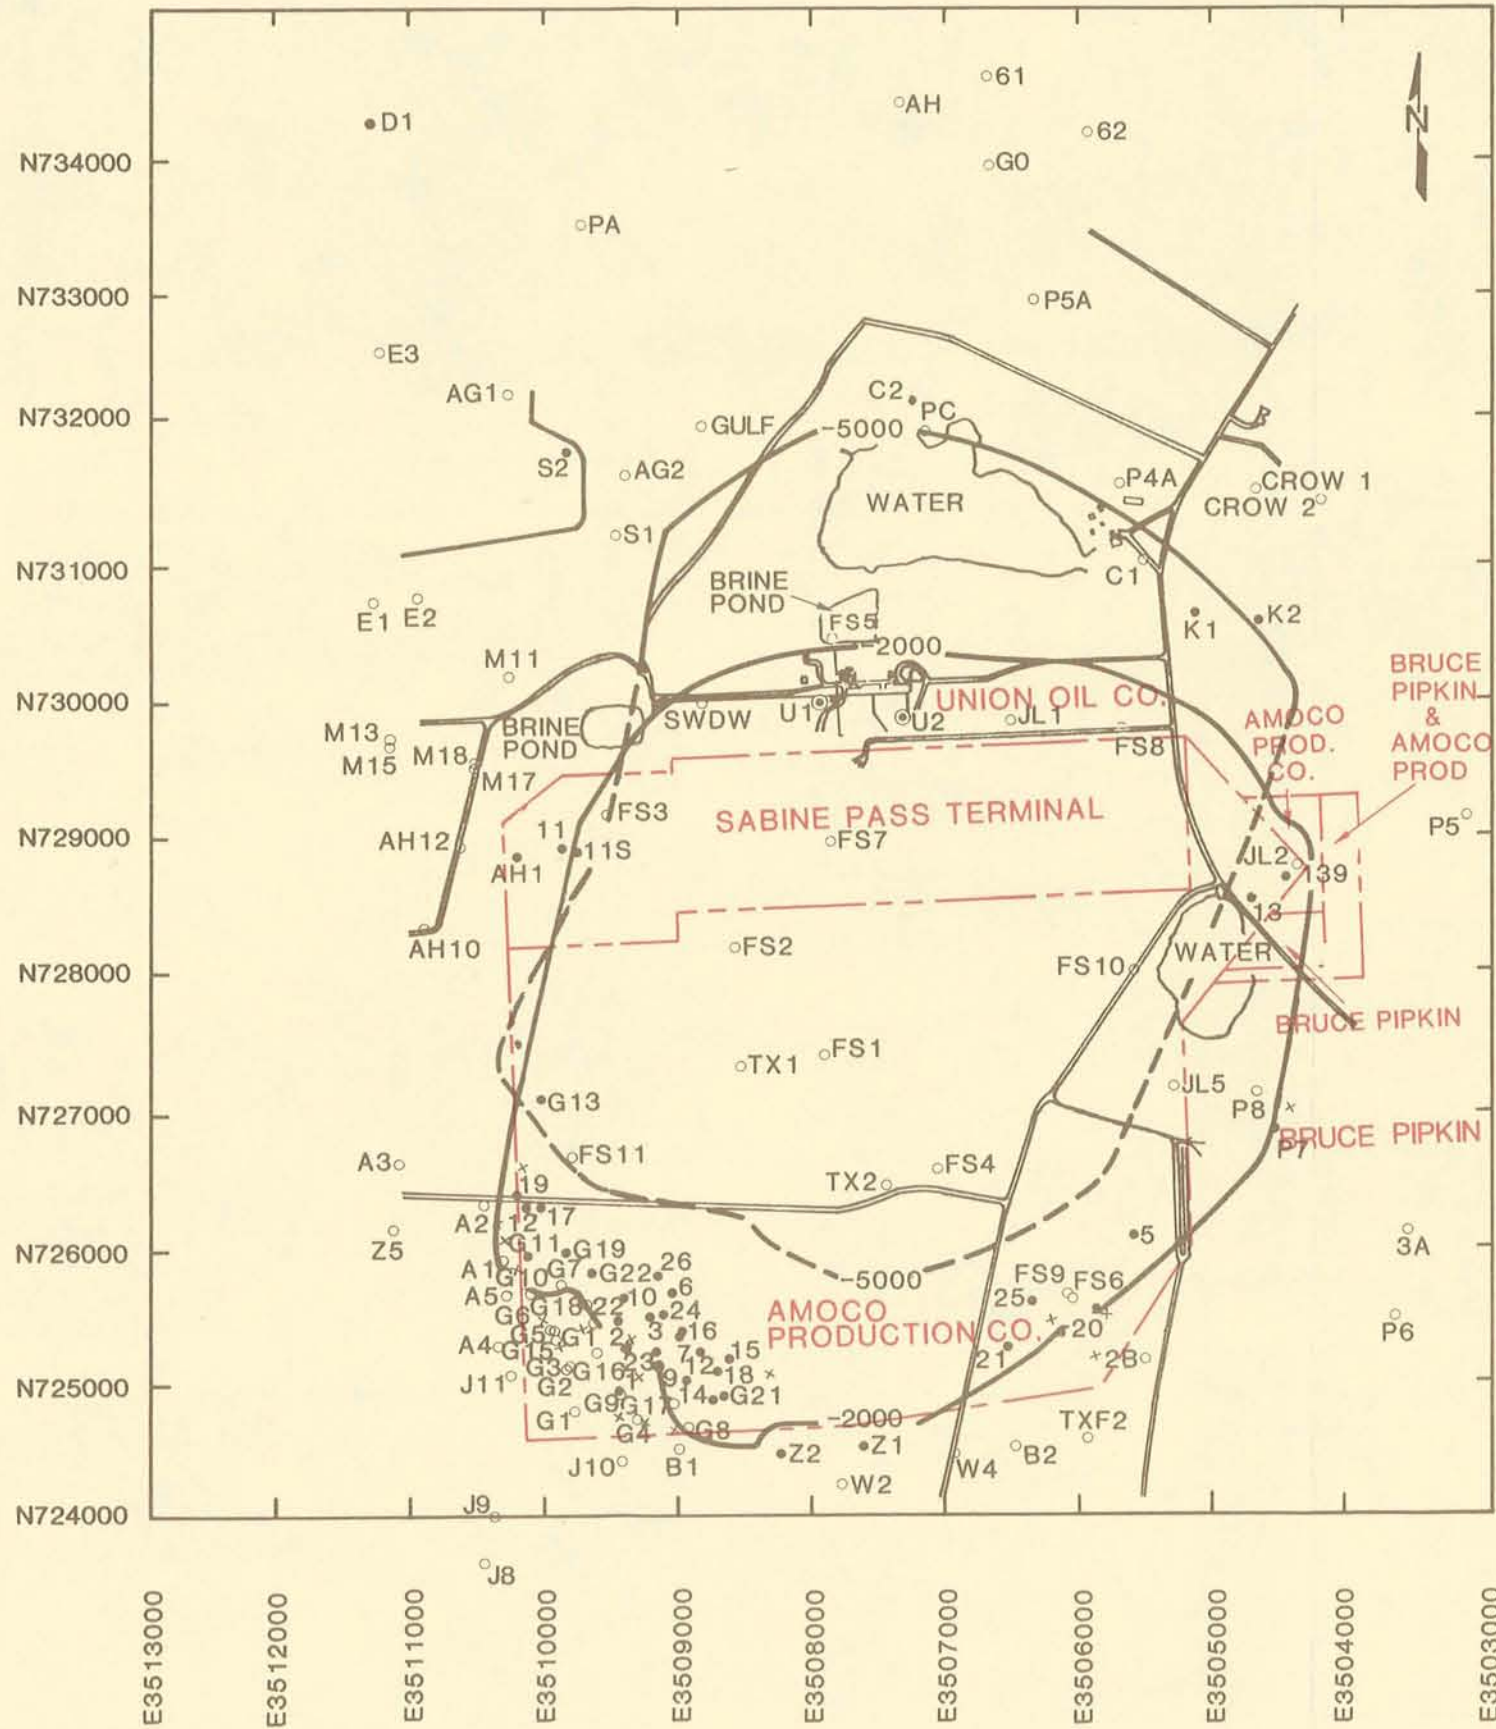 61
AH
D1
62
N
N734000
G0
PA
N733000
P5A
E3
AG1
C2
PC
N732000
GULF
-5000
S2
AG2
P4A
CROW 1
WATER
CROW 2
S1
N731000
C1
BRINE
POND
E1
E2
FS5
K1
K2
-2000
M11
BRUCE
PIPKIN
&
AMOCO
PROD
N730000
UNION OIL CO.
SWDW
U1
U2
JL1
AMOCO
PROD.
CO.
BRINE
POND
M13
M15
M18
M17
FS8
FS3
SABINE PASS TERMINAL
P5
N729000
AH12
11
11S
FS7
AH1
JL2
139
13
AH10
FS2
WATER
N728000
FS10
BRUCE PIPKIN
FS1
TX1
JL5
G13
P8
N727000
BRUCE PIPKIN
P7
A3
FS11
FS4
TX2
19
A2
12
17
5
3A
Z5
N726000
G11
G19
A1
G10
G7
G22
26
-5000
FS9
FS6
A5
G18
22
10
6
25
G6
24
AMOCO
PRODUCTION CO.
P6
G5
G1
2
3
16
20
A4
G15
7
15
21
2B
G3
G16
23
12
18
N725000
J11
G2
1
9
14
G21
G9
G17
-2000
TXF2
G1
G4
G8
J10
B1
Z2
Z1
W4
B2
W2
J9
N724000
J8
E3513000
E3512000
E3511000
E3510000
E3509000
E3508000
E3507000
E3506000
E3505000
E3504000
E3503000